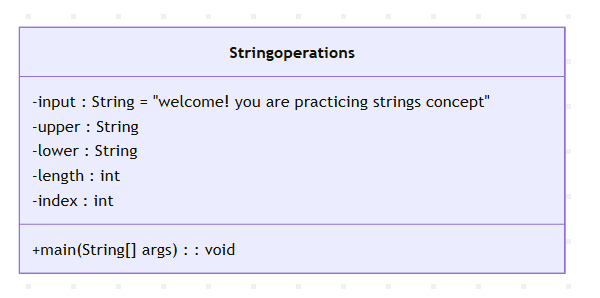 Stringoperations
-input : String = "welcome! you are practicing strings concept"
-upper : String
-lower : String
-length : int
-index : int
+main(String[] args) : : void